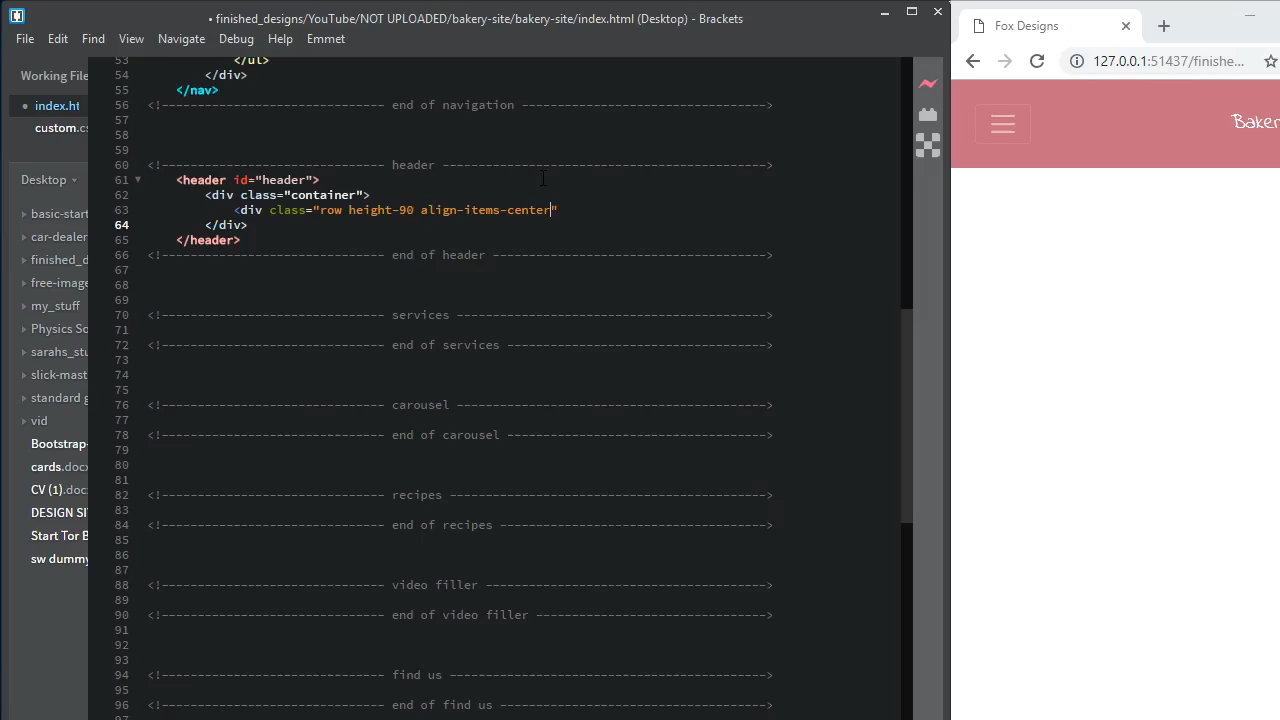 • finished_designs/YouTube/NOT UPLOADED/bakery-site/bakery-site/index.html (Desktop) - Brackets
File Edit Find View Navigate Debug Help Emmet
Working File
• index.ht
custom.cs
Desktop
basic-start
car-dealer
finished_d
free-image
my_stuff
Physics So
sarahs_stu
slick-mast
standard g
vid
Bootstrap-
cards.docx
CV (1).doc
DESIGN SIT
Start Tor B
sw dummy
53 </ul>
54 </div>
55 </nav>
56 <!------------------------------- end of navigation ---------------------------------->
57
58
59
60 <!------------------------------- header --------------------------------------------->
61 <header id="header">
62 <div class="container">
63 <div class="row height-90 align-items-center"
64 </div>
65 </header>
66 <!------------------------------- end of header -------------------------------------->
67
68
69
70 <!------------------------------- services ------------------------------------------->
71
72 <!------------------------------- end of services ------------------------------------>
73
74
75
76 <!------------------------------- carousel ------------------------------------------->
77
78 <!------------------------------- end of carousel ------------------------------------>
79
80
81
82 <!------------------------------- recipes -------------------------------------------->
83
84 <!------------------------------- end of recipes ------------------------------------->
85
86
87
88 <!------------------------------- video filler --------------------------------------->
89
90 <!------------------------------- end of video filler -------------------------------->
91
92
93
94 <!------------------------------- find us -------------------------------------------->
95
96 <!------------------------------- end of find us ------------------------------------->
97
Fox Designs
127.0.0.1:51437/finishe...
Baker